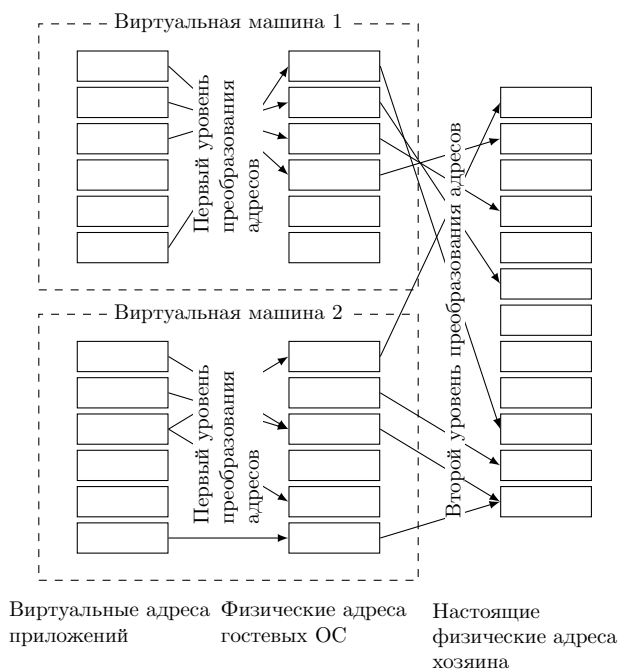 Виртуальная машина 1
Первый уровень
преобразования
адресов
Второй уровень преобразования адресов
Виртуальная машина 2
Первый уровень
преобразования
адресов
Виртуальные адреса
приложений
Физические адреса
гостевых ОС
Настоящие
физические адреса
хозяина